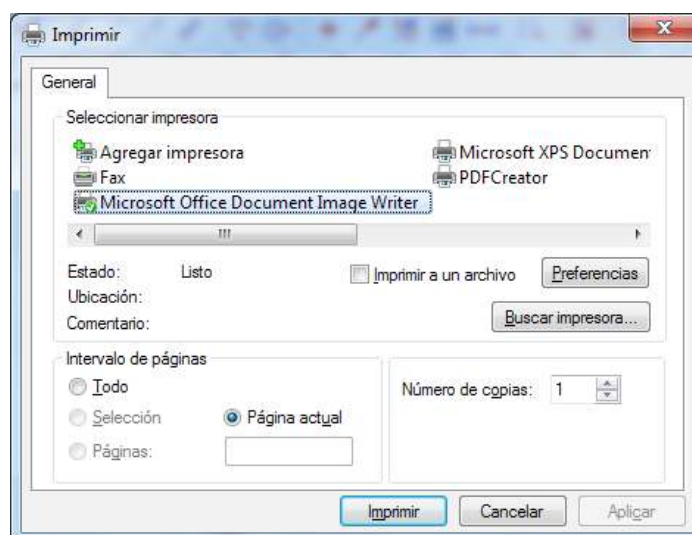 Imprimir
General
Seleccionar impresora
Agregar impresora
Microsoft XPS Documen
Fax
PDFCreator
Microsoft Office Document Image Writer
Estado: Listo
Imprimir a un archivo
Preferencias
Ubicación:
Comentario:
Buscar impresora...
Intervalo de páginas
Todo
Selección
Página actual
Páginas:
Número de copias: 1
Imprimir
Cancelar
Aplicar